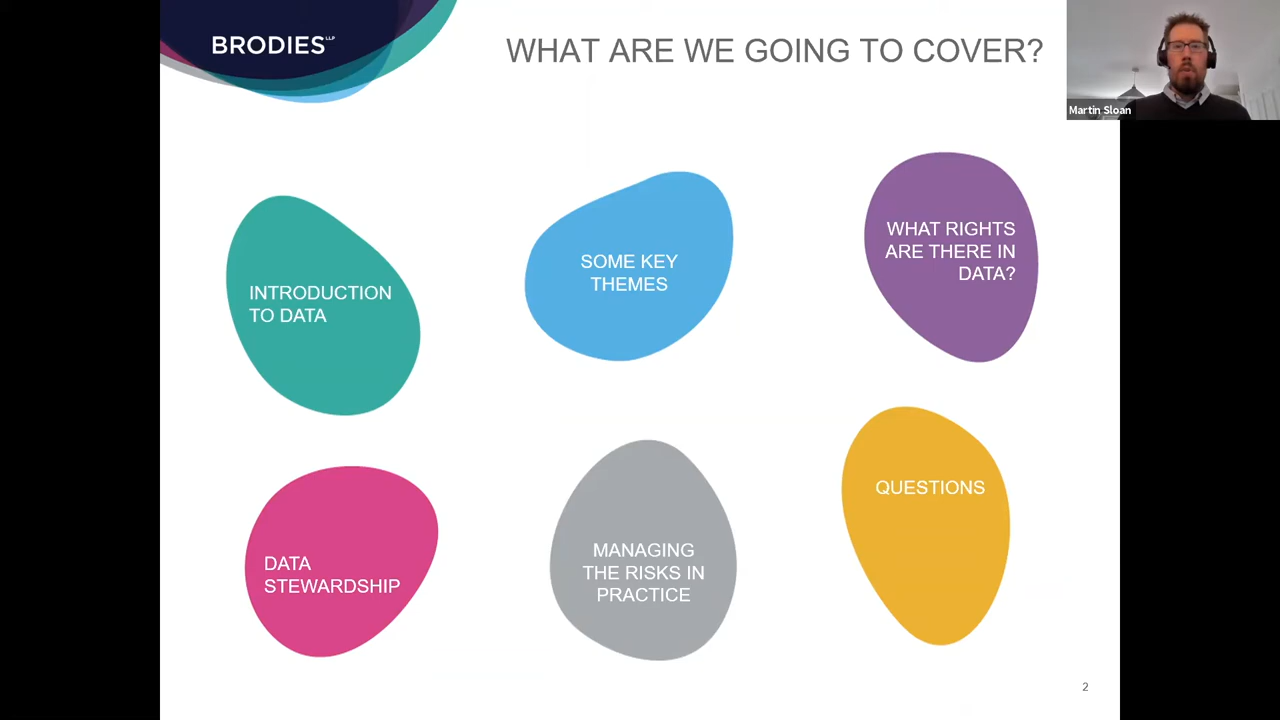 BRODIES LLP
WHAT ARE WE GOING TO COVER?
Martin Sloan
INTRODUCTION
TO DATA
SOME KEY
THEMES
WHAT RIGHTS
ARE THERE IN
DATA?
DATA
STEWARDSHIP
MANAGING
THE RISKS IN
PRACTICE
QUESTIONS
2